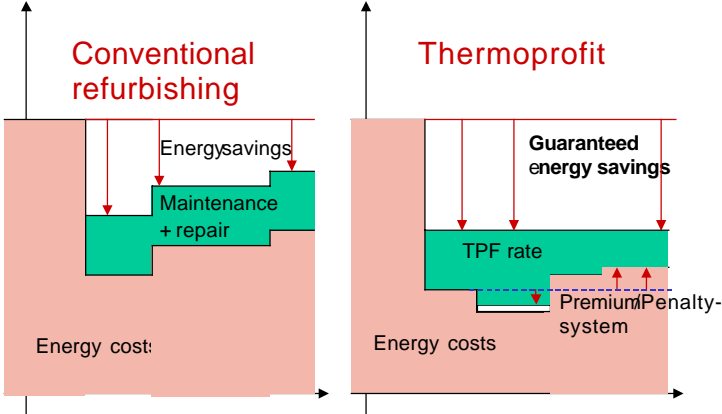 Conventional
refurbishing
Energysavings
Maintenance
+ repair
Energy costs
Thermoprofit
Guaranteed
energy savings
TPF rate
Premium/Penalty-
system
Energy costs